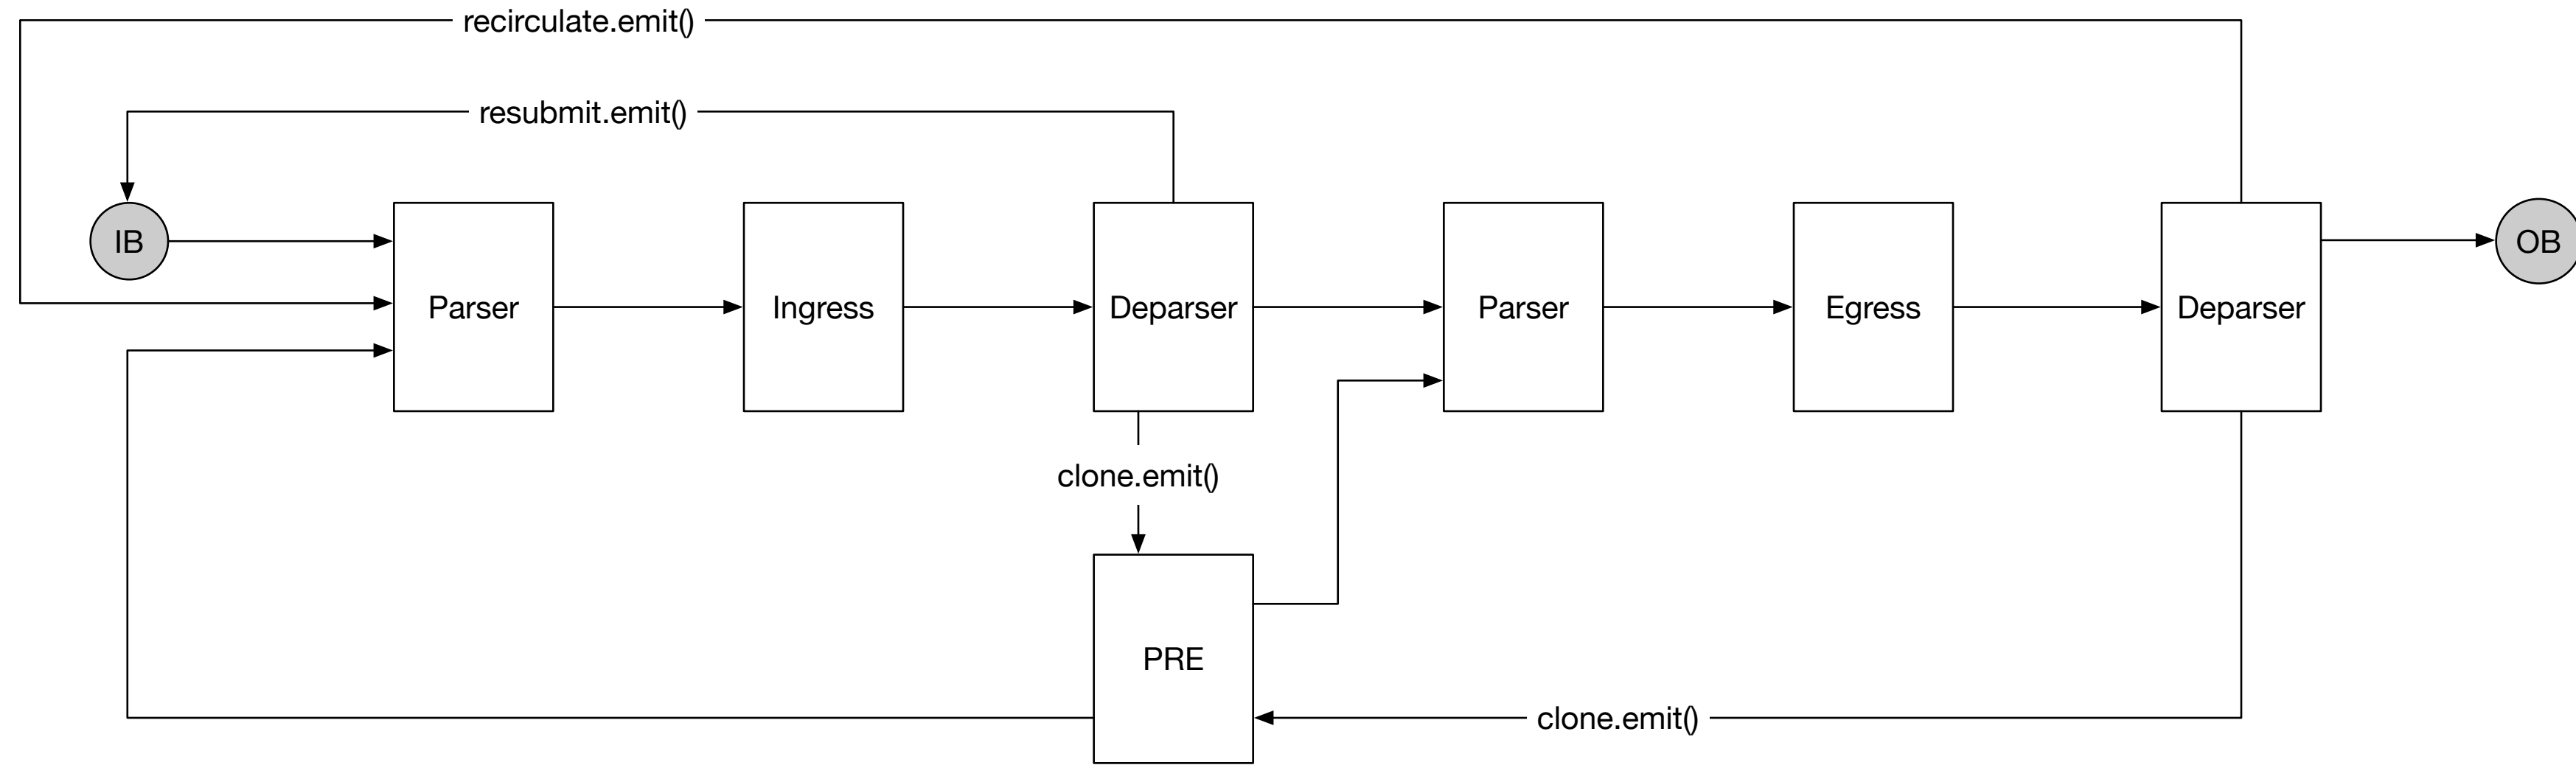 recirculate.emit()
resubmit.emit()
IB
Parser
Ingress
Deparser
Parser
Egress
Deparser
OB
clone.emit()
PRE
clone.emit()